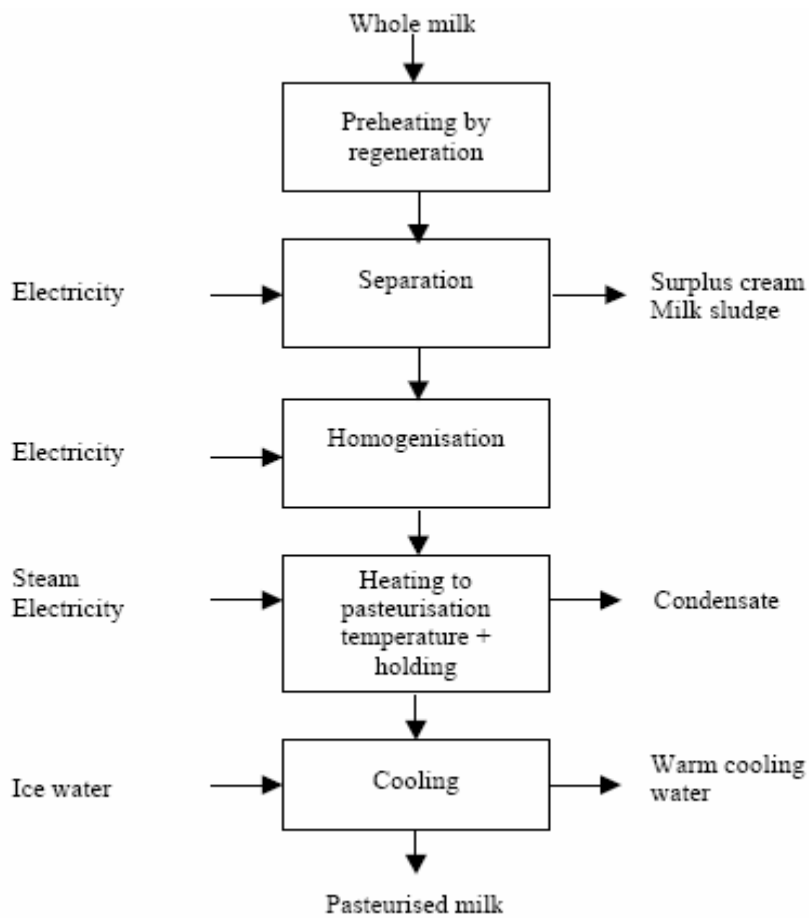 Whole milk
Preheating by
regeneration
Electricity
Separation
Surplus cream
Milk sludge
Electricity
Homogenisation
Steam
Electricity
Heating to
pasteurisation
temperature +
holding
Condensate
Ice water
Cooling
Warm cooling
water
Pasteurised milk